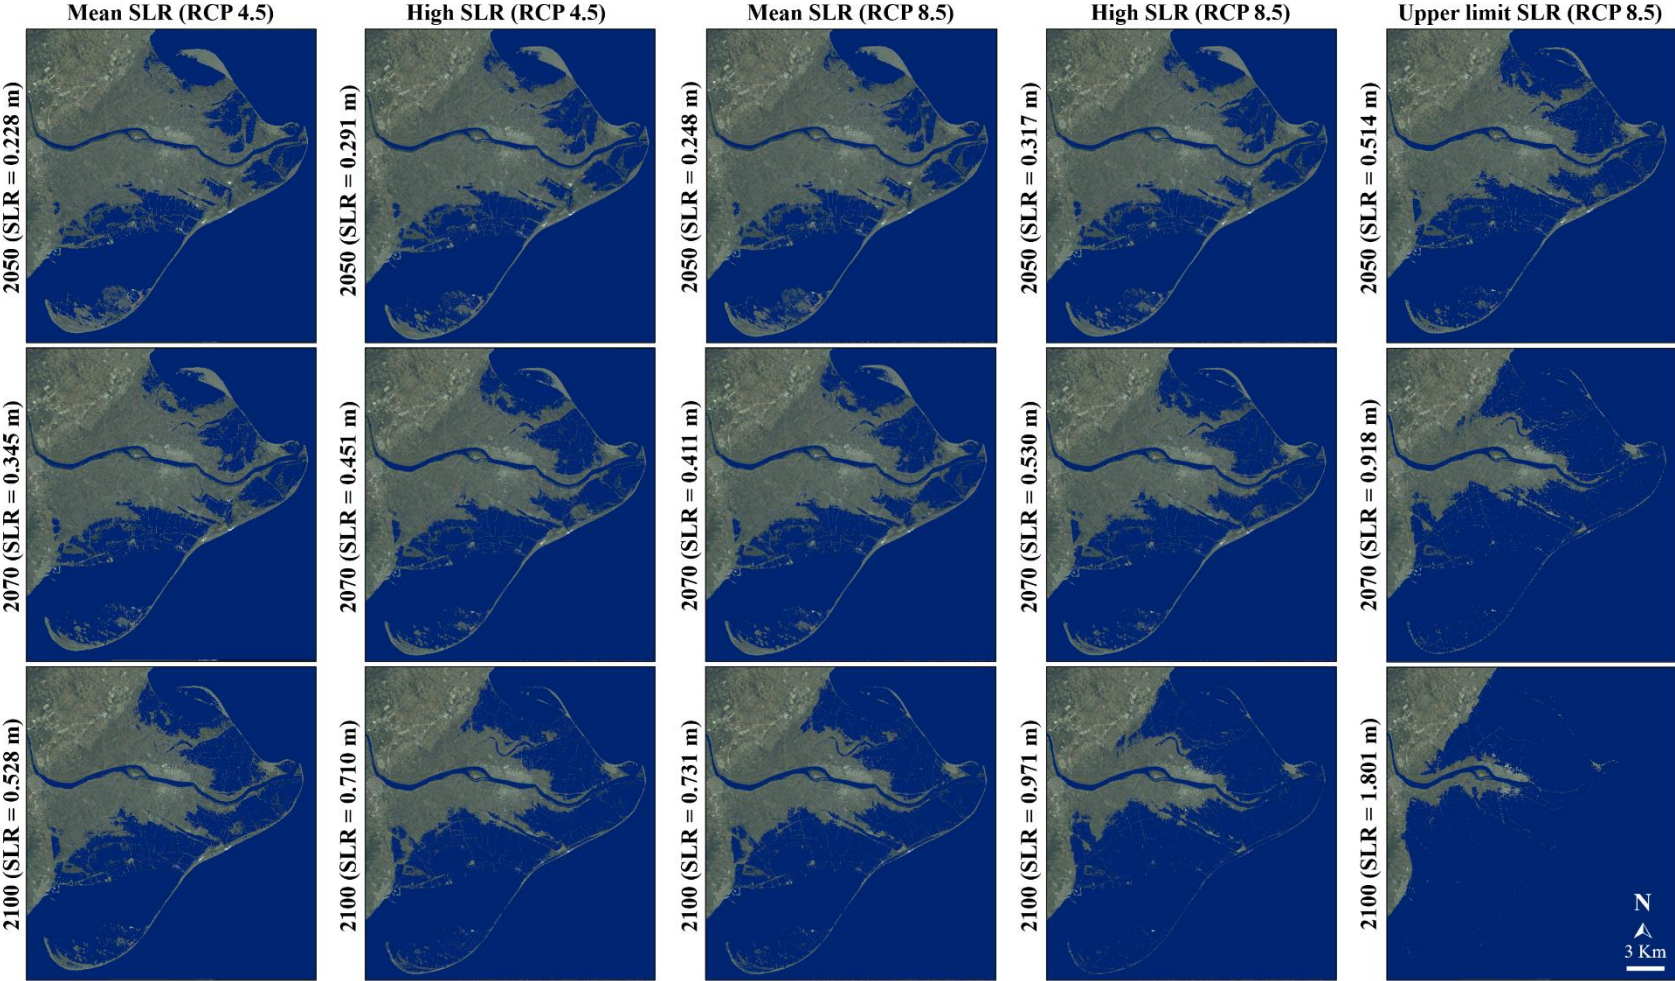 Mean SLR (RCP 4.5)
High SLR (RCP 4.5)
Mean SLR (RCP 8.5)
High SLR (RCP 8.5)
Upper limit SLR (RCP 8.5)
2050 (SLR = 0.228 m)
2050 (SLR = 0.291 m)
2050 (SLR = 0.248 m)
2050 (SLR = 0.317 m)
2050 (SLR = 0.514 m)
2070 (SLR = 0.345 m)
2070 (SLR = 0.451 m)
2070 (SLR = 0.411 m)
2070 (SLR = 0.530 m)
2070 (SLR = 0.918 m)
2100 (SLR = 0.528 m)
2100 (SLR = 0.710 m)
2100 (SLR = 0.731 m)
2100 (SLR = 0.971 m)
2100 (SLR = 1.801 m)
N
3 Km